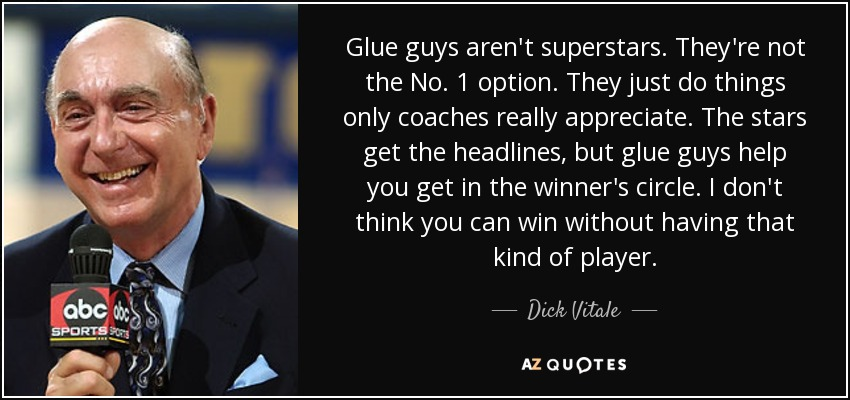 abc
abc
SPORTS
SPORTS
Glue guys aren't superstars. They're not
the No. 1 option. They just do things
only coaches really appreciate. The stars
get the headlines, but glue guys help
you get in the winner's circle. I don't
think you can win without having that
kind of player.
Dick Vitale
AZ QUOTES